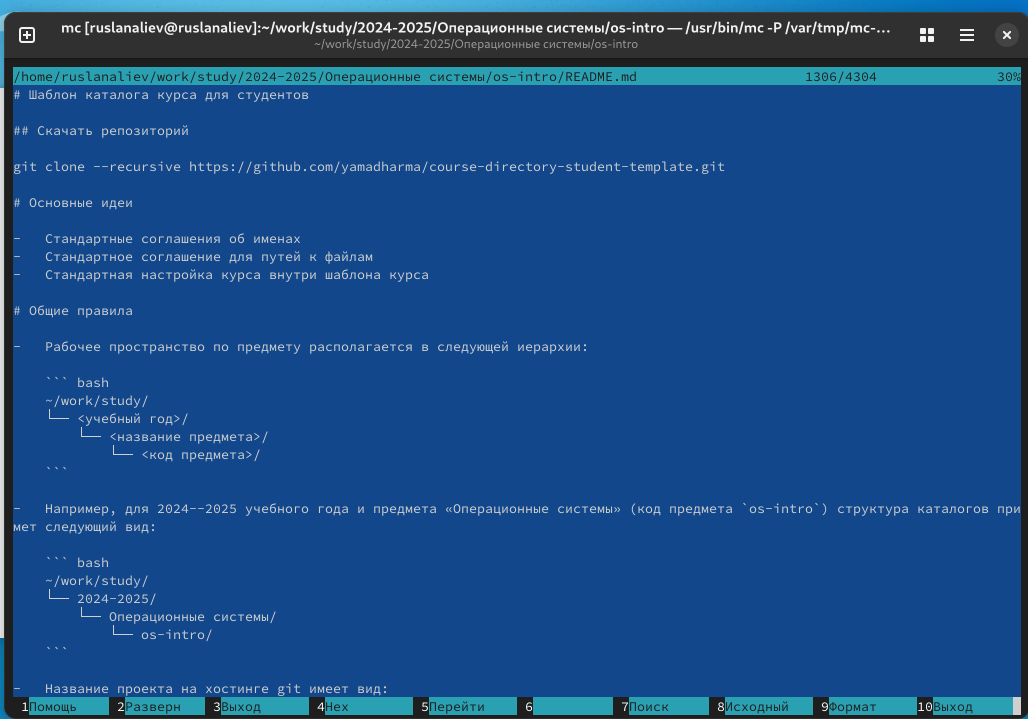 mc [ruslanaliev@ruslanaliev]:~/work/study/2024-2025/Операционные системы/os-intro — /usr/bin/mc -P /var/tmp/mc-…
~/work/study/2024-2025/Операционные системы/os-intro
/home/ruslanaliev/work/study/2024-2025/Операционные системы/os-intro/README.md 1306/4304 30%
# Шаблон каталога курса для студентов
## Скачать репозиторий
git clone --recursive https://github.com/yamadharma/course-directory-student-template.git
# Основные идеи
-   Стандартные соглашения об именах
-   Стандартное соглашение для путей к файлам
-   Стандартная настройка курса внутри шаблона курса
# Общие правила
-   Рабочее пространство по предмету располагается в следующей иерархии:
    ``` bash
    ~/work/study/
    └── <учебный год>/
        └── <название предмета>/
            └── <код предмета>/
    ```
-   Например, для 2024--2025 учебного года и предмета «Операционные системы» (код предмета `os-intro`) структура каталогов при
мет следующий вид:
    ``` bash
    ~/work/study/
    └── 2024-2025/
        └── Операционные системы/
            └── os-intro/
    ```
-   Название проекта на хостинге git имеет вид:
1Помощь 2Разверн 3Выход 4Hex 5Перейти 6 7Поиск 8Исходный 9Формат 10Выход